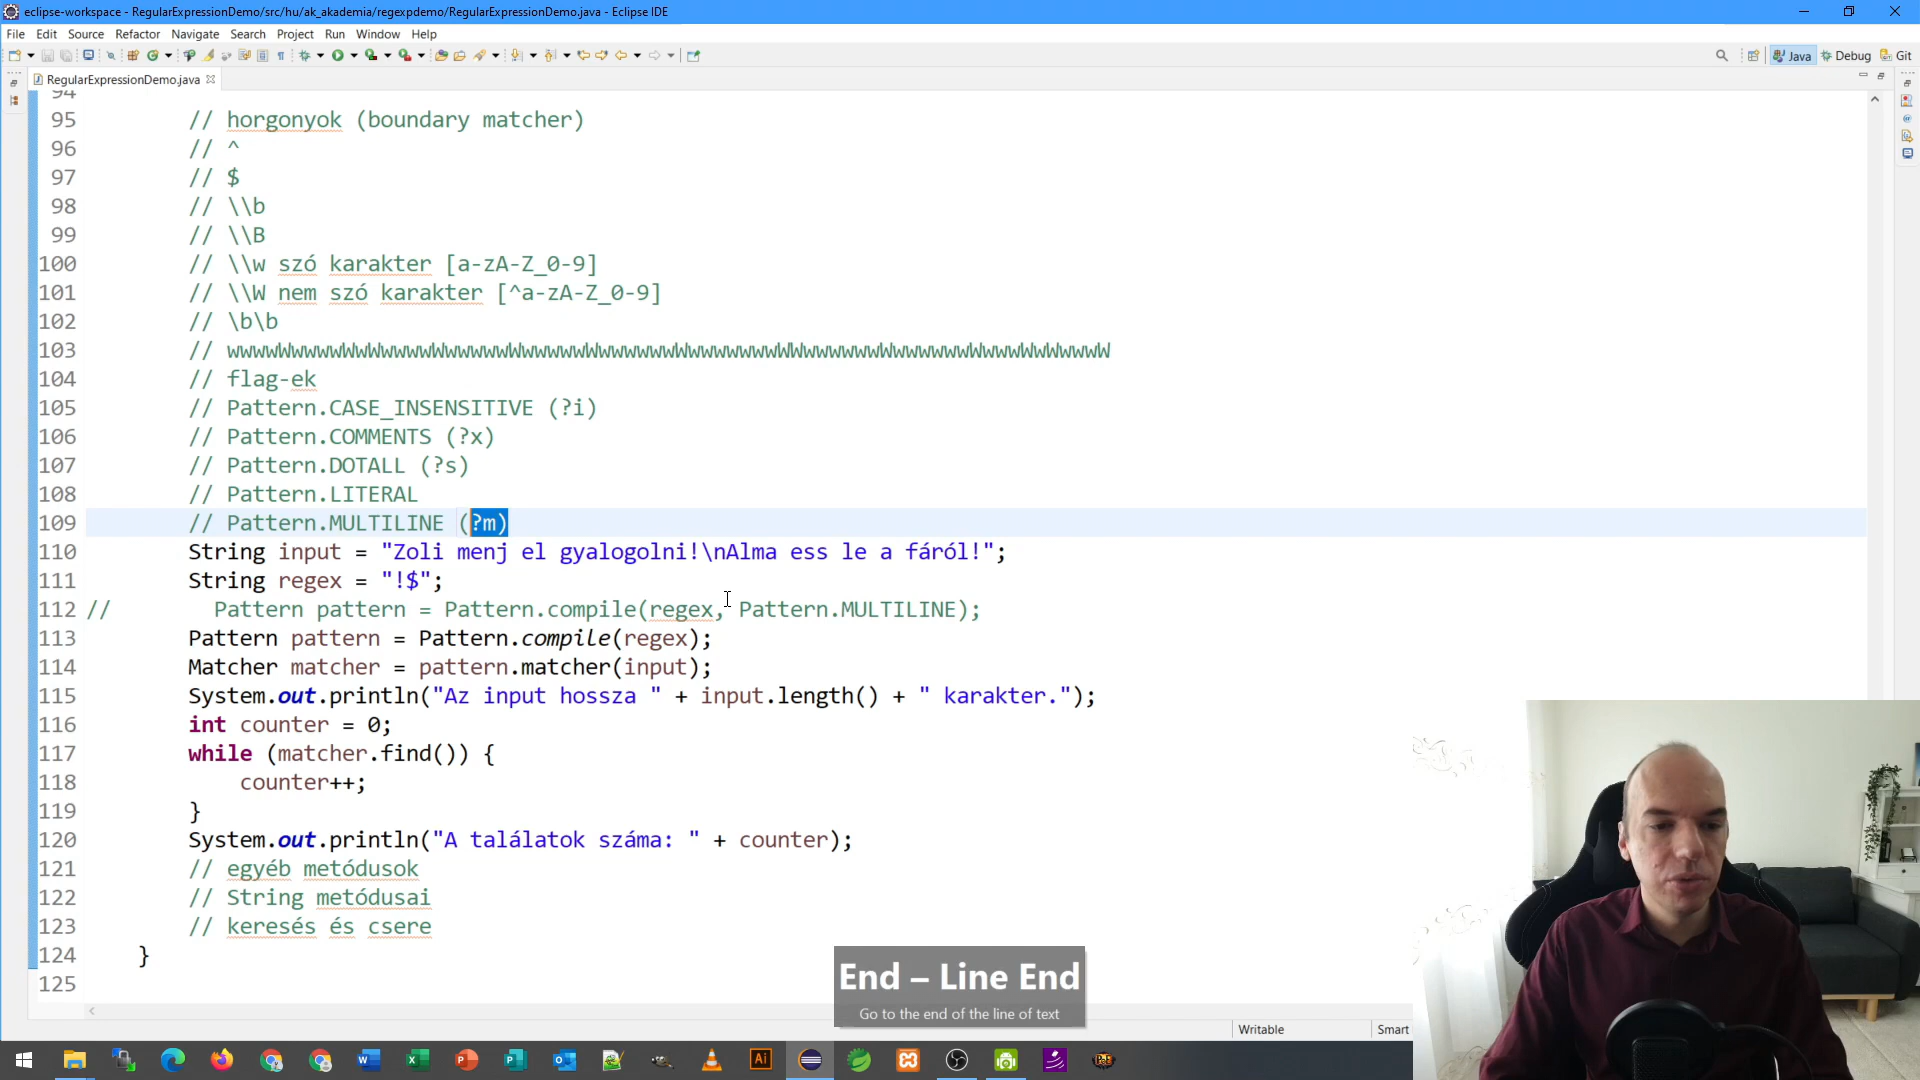 eclipse-workspace - RegularExpressionDemo/src/hu/ak_akademia/regexpdemo/RegularExpressionDemo.java - Eclipse IDE
File Edit Source Refactor Navigate Search Project Run Window Help
Java Debug Git
RegularExpressionDemo.java
94
95 // horgonyok (boundary matcher)
96 // ^
97 // $
98 // \\b
99 // \\B
100 // \\w szó karakter [a-zA-Z_0-9]
101 // \\W nem szó karakter [^a-zA-Z_0-9]
102 // \b\b
104 // flag-ek
105 // Pattern.CASE_INSENSITIVE (?i)
106 // Pattern.COMMENTS (?x)
107 // Pattern.DOTALL (?s)
108 // Pattern.LITERAL
109 // Pattern.MULTILINE (?m)
110 String input = "Zoli menj el gyalogolni!\nAlma ess le a fáról!";
111 String regex = "!$";
112 // Pattern pattern = Pattern.compile(regex, Pattern.MULTILINE);
113 Pattern pattern = Pattern.compile(regex);
114 Matcher matcher = pattern.matcher(input);
115 System.out.println("Az input hossza " + input.length() + " karakter.");
116 int counter = 0;
117 while (matcher.find()) {
118 counter++;
119 }
120 System.out.println("A találatok száma: " + counter);
121 // egyéb metódusok
122 // String metódusai
123 // keresés és csere
124 }
125
End – Line End
Go to the end of the line of text
Writable Smart